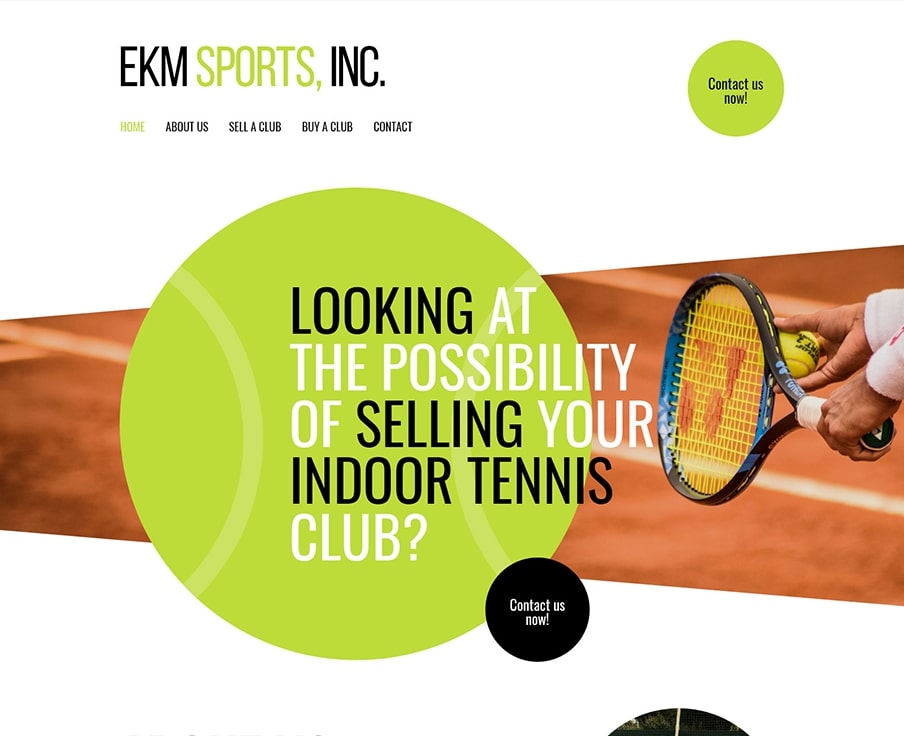 EKM SPORTS, INC.
Contact us
now!
HOME ABOUT US SELL A CLUB BUY A CLUB CONTACT
LOOKING AT
THE POSSIBILITY
OF SELLING YOUR
INDOOR TENNIS
CLUB?
Contact us
now!